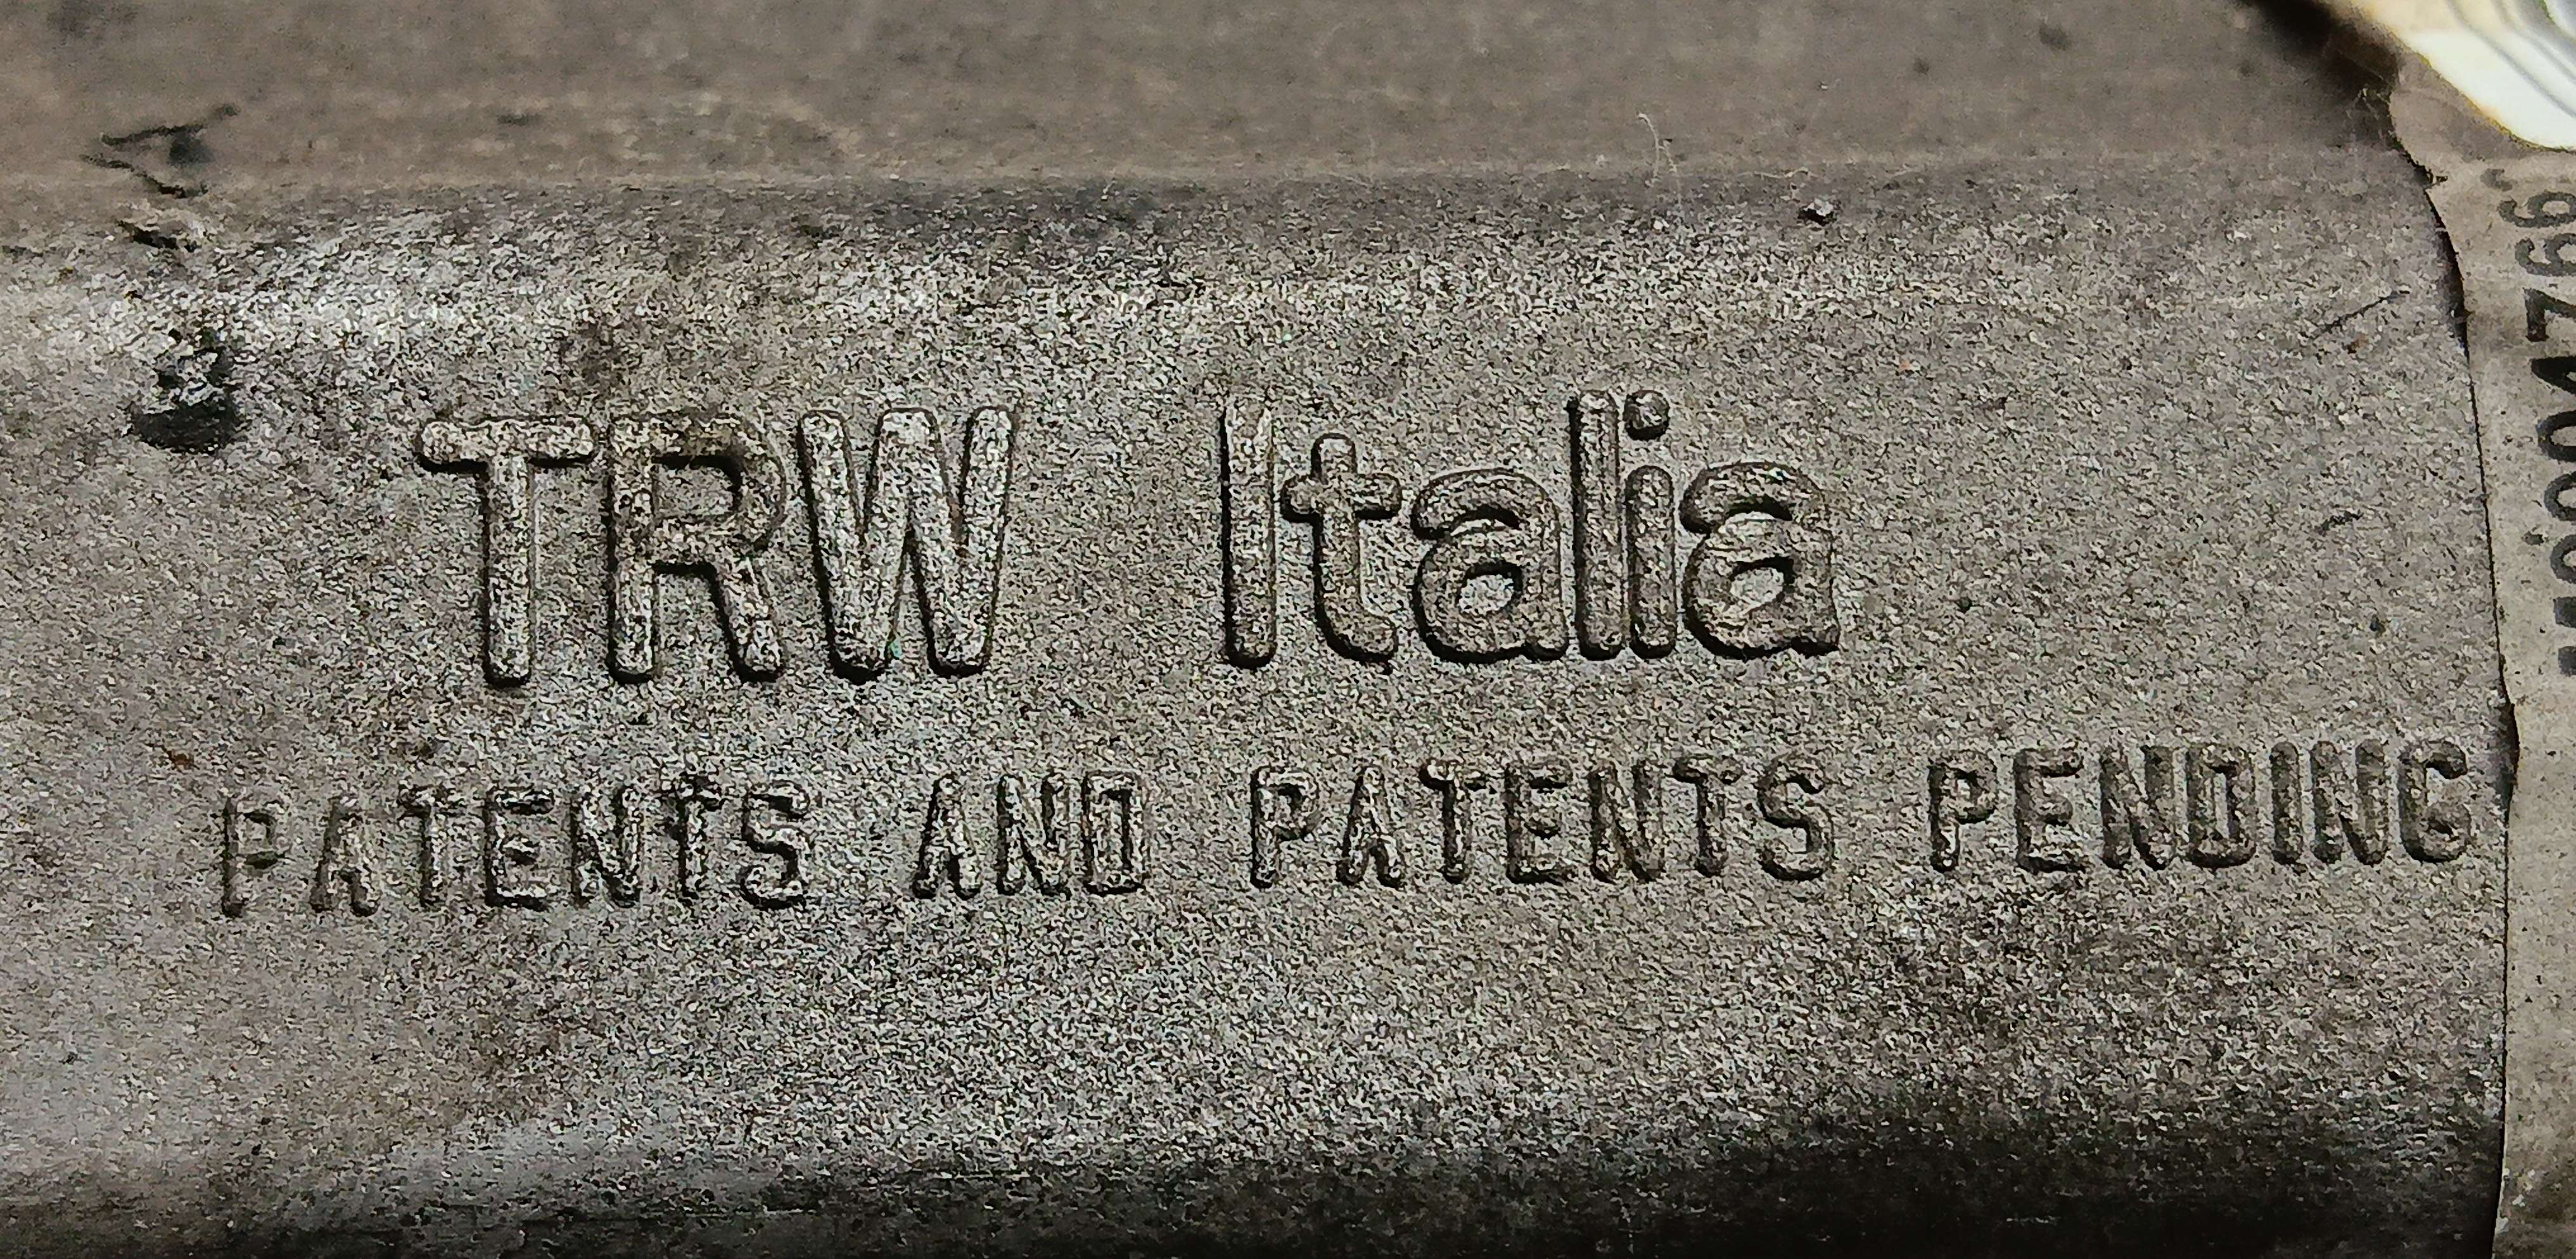 TRW Italia
PATENTS AND PATENTS PENDING